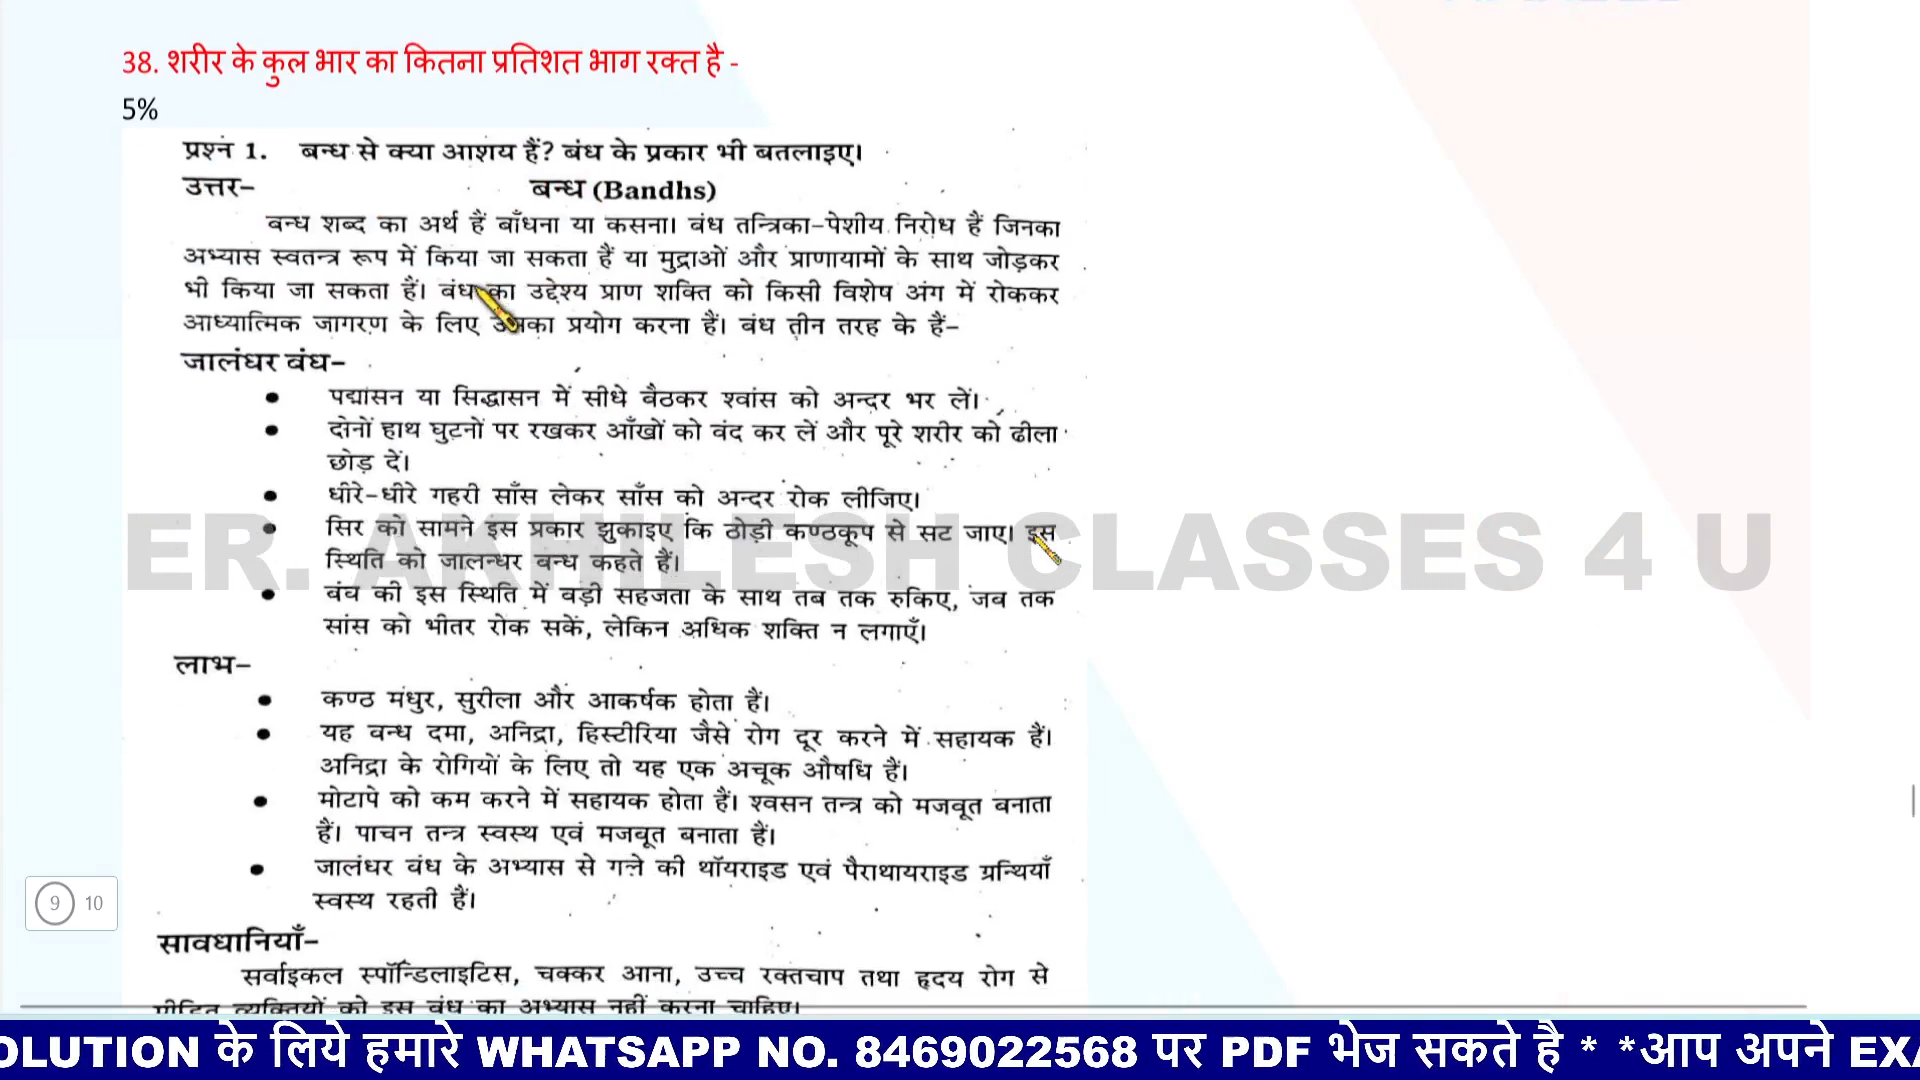 38. शरीर के कुल भार का कितना प्रतिशत भाग रक्त है -
5%
प्रश्न 1. बन्ध से क्या आशय हैं? बंध के प्रकार भी बतलाइए।
उत्तर-
बन्ध (Bandhs)
बन्ध शब्द का अर्थ हैं बाँधना या कसना। बंध तन्त्रिका-पेशीय निरोध हैं जिनका
अभ्यास स्वतन्त्र रूप में किया जा सकता हैं या मुद्राओं और प्राणायामों के साथ जोड़कर
भी किया जा सकता हैं। बंध का उद्देश्य प्राण शक्ति को किसी विशेष अंग में रोककर
आध्यात्मिक जागरण के लिए उनका प्रयोग करना हैं। बंध तीन तरह के हैं-
जालंधर बंध-
• पद्मासन या सिद्धासन में सीधे बैठकर श्वांस को अन्दर भर लें।
• दोनों हाथ घुटनों पर रखकर आँखों को बंद कर लें और पूरे शरीर को ढीला
छोड़ दें।
• धीरे-धीरे गहरी साँस लेकर साँस को अन्दर रोक लीजिए।
• सिर को सामने इस प्रकार झुकाइए कि ठोड़ी कण्ठकूप से सट जाए। इस
ER. AKHILESH CLASSES 4 U
स्थिति को जालन्धर बन्ध कहते हैं।
• बंध की इस स्थिति में बड़ी सहजता के साथ तब तक रुकिए, जब तक
सांस को भीतर रोक सकें, लेकिन अधिक शक्ति न लगाएँ।
लाभ-
• कण्ठ मधुर, सुरीला और आकर्षक होता हैं।
• यह बन्ध दमा, अनिद्रा, हिस्टीरिया जैसे रोग दूर करने में सहायक हैं।
अनिद्रा के रोगियों के लिए तो यह एक अचूक औषधि हैं।
• मोटापे को कम करने में सहायक होता हैं। श्वसन तन्त्र को मजबूत बनाता
हैं। पाचन तन्त्र स्वस्थ एवं मजबूत बनाता हैं।
• जालंधर बंध के अभ्यास से गले की थॉयराइड एवं पैराथायराइड ग्रन्थियाँ
स्वस्थ रहती हैं।
9 10
सावधानियाँ-
सर्वाइकल स्पॉन्डिलाइटिस, चक्कर आना, उच्च रक्तचाप तथा हृदय रोग से
पीड़ित व्यक्तियों को इस बंध का अभ्यास नहीं करना चाहिए।
OLUTION के लिये हमारे WHATSAPP NO. 8469022568 पर PDF भेज सकते है * *आप अपने EXA